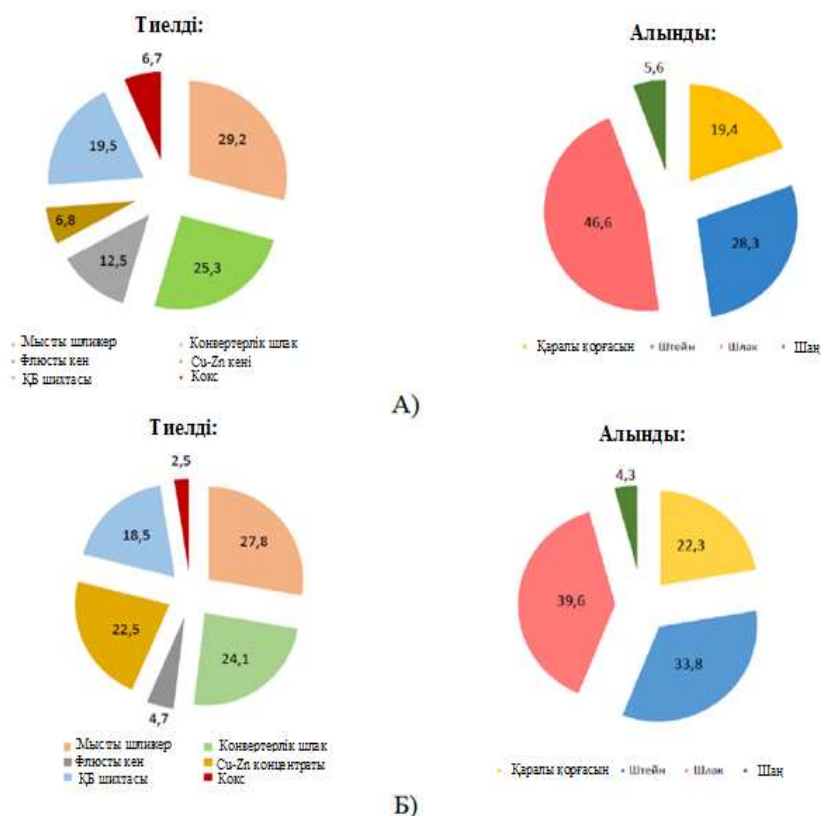 Тиелді:
6,7
29,2
19,5
6,8
12,5
25,3
Мысты шликер
Конвертерлік шлак
Флюсты кен
Cu-Zn кені
ҚБ шихтасы
Кокс
Алынды:
5,6
19,4
46,6
28,3
Қаралы қорғасын
Штейн
Шлак
Шаң
А)
Тиелді:
2,5
27,8
18,5
22,5
24,1
4,7
Мысты шликер
Конвертерлік шлак
Флюсты кен
Cu-Zn концентраты
ҚБ шихтасы
Кокс
Алынды:
4,3
22,3
39,6
33,8
Қаралы қорғасын
Штейн
Шлак
Шаң
Б)